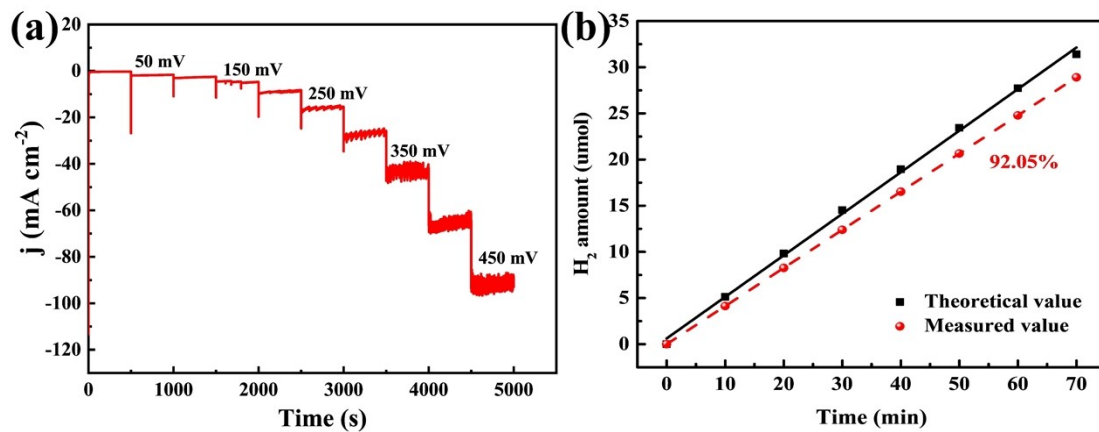 (a)
20
0
-20
-40
-60
-80
-100
-120
j (mA cm-2)
50 mV
150 mV
250 mV
350 mV
450 mV
0 1000 2000 3000 4000 5000
Time (s)
(b)
35
30
25
20
15
10
5
0
H2 amount (umol)
92.05%
Theoretical value
Measured value
0 10 20 30 40 50 60 70
Time (min)